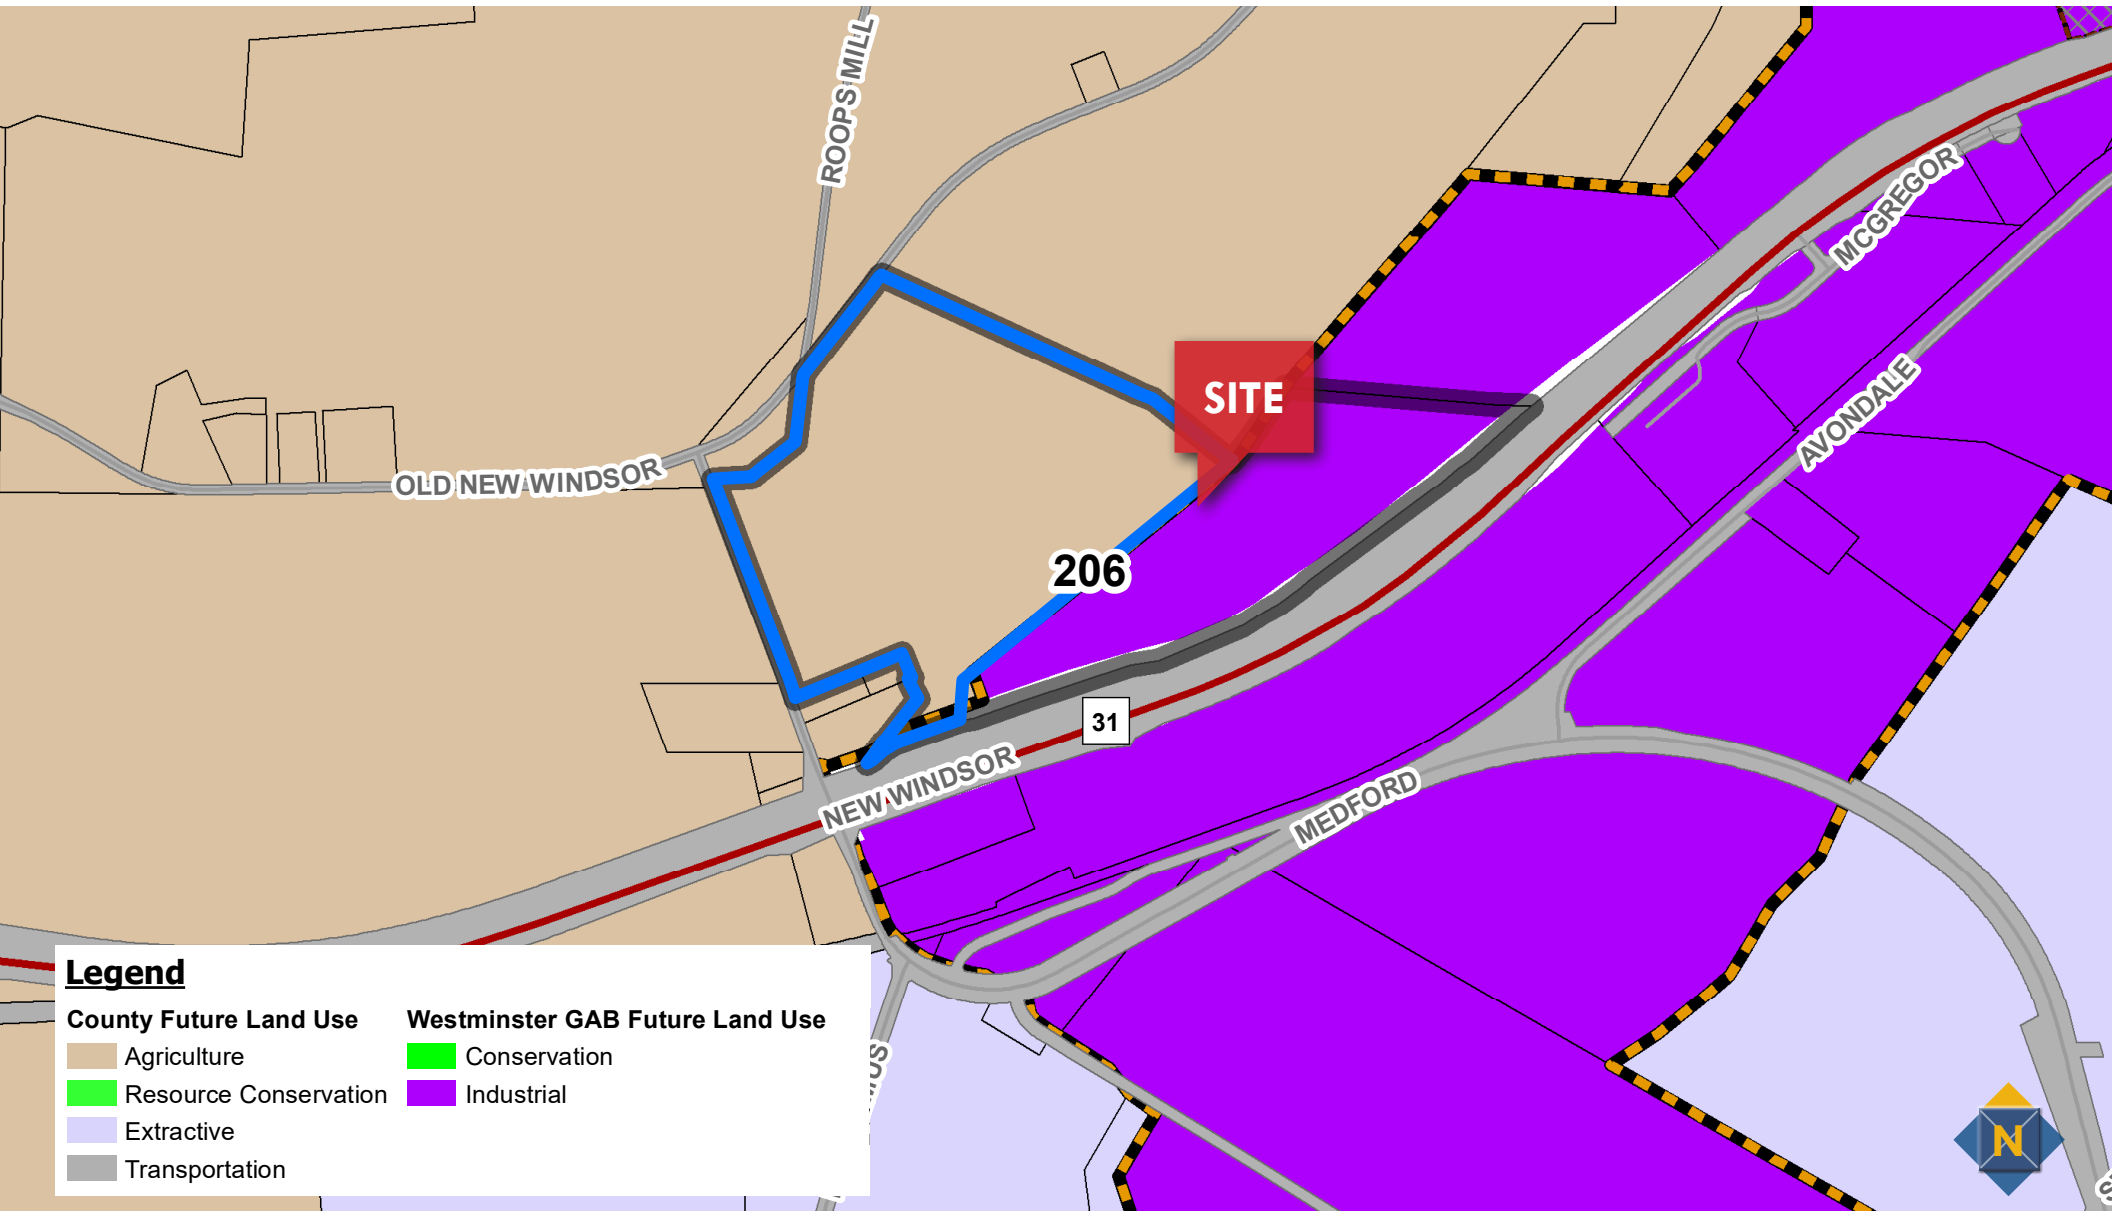 ROOPS MILL
MCGREGOR
SITE
AVONDALE
OLD NEW WINDSOR
206
31
NEW WINDSOR
MEDFORD
Legend
County Future Land Use
Westminster GAB Future Land Use
Agriculture
Conservation
Resource Conservation
Industrial
Extractive
Transportation
N